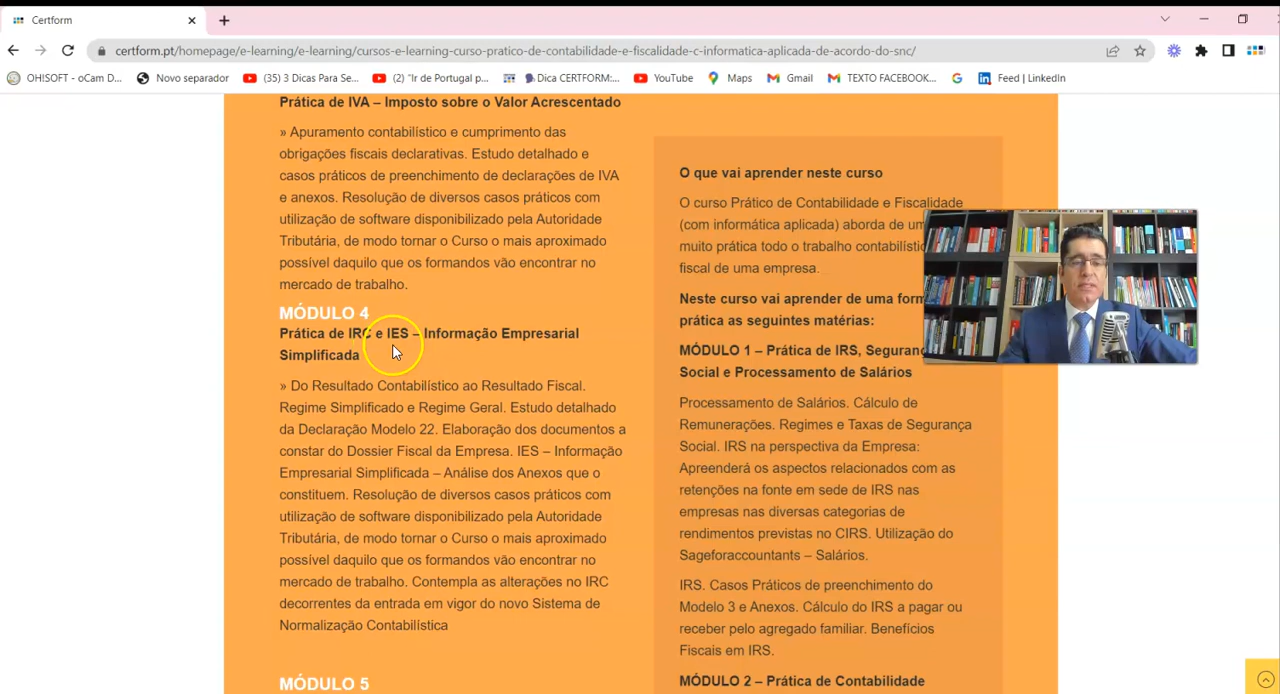 Certform
certform.pt/homepage/e-learning/e-learning/cursos-e-learning-curso-pratico-de-contabilidade-e-fiscalidade-c-informatica-aplicada-de-acordo-do-snc/
OH!SOFT - oCam D...
Novo separador
(35) 3 Dicas Para Se...
(2) "Ir de Portugal p...
Dica CERTFORM:...
YouTube
Maps
Gmail
TEXTO FACEBOOK...
Feed | LinkedIn
Prática de IVA – Imposto sobre o Valor Acrescentado
» Apuramento contabilístico e cumprimento das
obrigações fiscais declarativas. Estudo detalhado e
casos práticos de preenchimento de declarações de IVA
e anexos. Resolução de diversos casos práticos com
utilização de software disponibilizado pela Autoridade
Tributária, de modo tornar o Curso o mais aproximado
possível daquilo que os formandos vão encontrar no
mercado de trabalho.
MÓDULO 4
Prática de IRC e IES – Informação Empresarial
Simplificada
» Do Resultado Contabilístico ao Resultado Fiscal.
Regime Simplificado e Regime Geral. Estudo detalhado
da Declaração Modelo 22. Elaboração dos documentos a
constar do Dossier Fiscal da Empresa. IES – Informação
Empresarial Simplificada – Análise dos Anexos que o
constituem. Resolução de diversos casos práticos com
utilização de software disponibilizado pela Autoridade
Tributária, de modo tornar o Curso o mais aproximado
possível daquilo que os formandos vão encontrar no
mercado de trabalho. Contempla as alterações no IRC
decorrentes da entrada em vigor do novo Sistema de
Normalização Contabilística
MÓDULO 5
O que vai aprender neste curso
O curso Prático de Contabilidade e Fiscalidade
(com informática aplicada) aborda de um
muito prática todo o trabalho contabilístic
fiscal de uma empresa.
Neste curso vai aprender de uma form
prática as seguintes matérias:
MÓDULO 1 – Prática de IRS, Seguranç
Social e Processamento de Salários
Processamento de Salários. Cálculo de
Remunerações. Regimes e Taxas de Segurança
Social. IRS na perspectiva da Empresa:
Apreenderá os aspectos relacionados com as
retenções na fonte em sede de IRS nas
empresas nas diversas categorias de
rendimentos previstas no CIRS. Utilização do
Sageforaccountants – Salários.
IRS. Casos Práticos de preenchimento do
Modelo 3 e Anexos. Cálculo do IRS a pagar ou
receber pelo agregado familiar. Benefícios
Fiscais em IRS.
MÓDULO 2 – Prática de Contabilidade